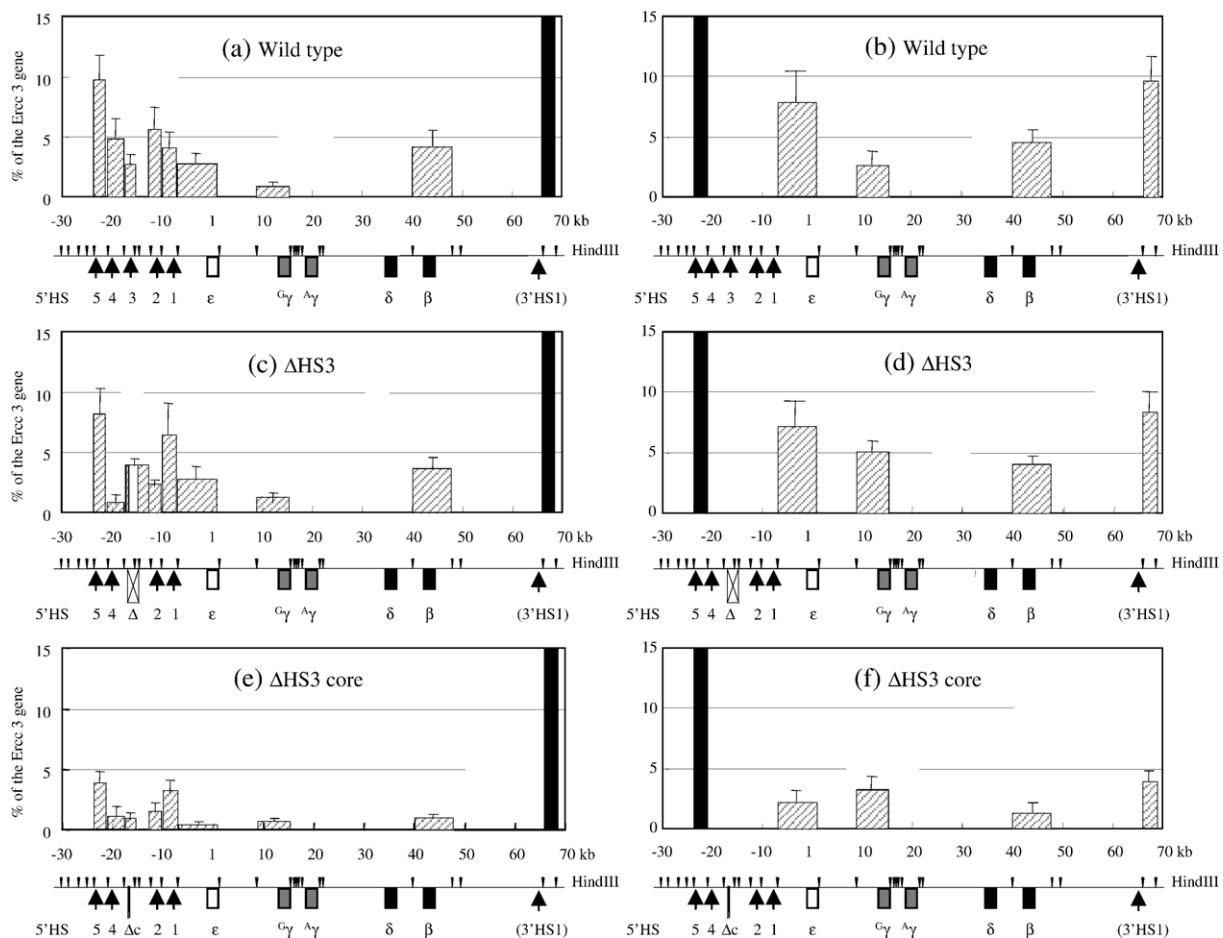 15
(a) Wild type
10
5
0
% of the Ercc 3 gene
-30 -20 -10 1 10 20 30 40 50 60 70 kb
HindIII
5'HS 5 4 3 2 1 ε Gγ Aγ δ β (3'HS1)
15
(b) Wild type
10
5
0
-30 -20 -10 1 10 20 30 40 50 60 70 kb
HindIII
5'HS 5 4 3 2 1 ε Gγ Aγ δ β (3'HS1)
15
(c) ΔHS3
10
5
0
% of the Ercc 3 gene
-30 -20 -10 1 10 20 30 40 50 60 70 kb
HindIII
5'HS 5 4 Δ 2 1 ε Gγ Aγ δ β (3'HS1)
15
(d) ΔHS3
10
5
0
-30 -20 -10 1 10 20 30 40 50 60 70 kb
HindIII
5'HS 5 4 Δ 2 1 ε Gγ Aγ δ β (3'HS1)
15
(e) ΔHS3 core
10
5
0
% of the Ercc 3 gene
-30 -20 -10 1 10 20 30 40 50 60 70 kb
HindIII
5'HS 5 4 Δc 2 1 ε Gγ Aγ δ β (3'HS1)
15
(f) ΔHS3 core
10
5
0
-30 -20 -10 1 10 20 30 40 50 60 70 kb
HindIII
5'HS 5 4 Δc 2 1 ε Gγ Aγ δ β (3'HS1)